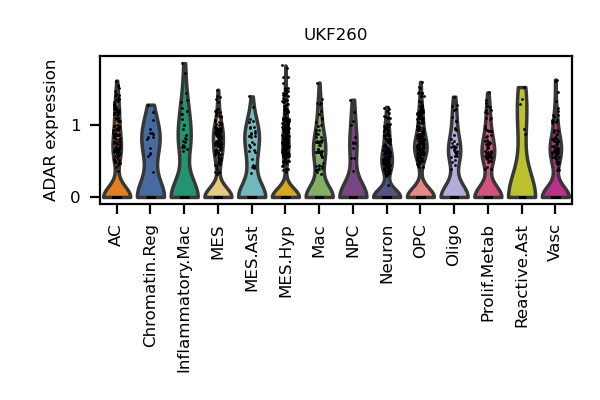 UKF260
ADAR expression
1
0
AC
Chromatin.Reg
Inflammatory.Mac
MES
MES.Ast
MES.Hyp
Mac
NPC
Neuron
OPC
Oligo
Prolif.Metab
Reactive.Ast
Vasc